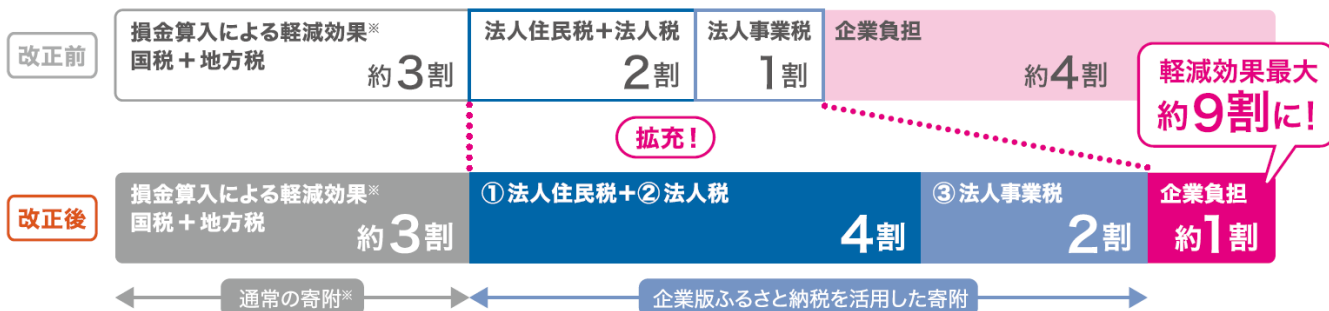 改正前
損金算入による軽減効果※
国税+地方税
約3割
法人住民税+法人税
2割
法人事業税
1割
企業負担
約4割
軽減効果最大
約9割に!
拡充!
改正後
損金算入による軽減効果※
国税+地方税
約3割
①法人住民税+②法人税
4割
③法人事業税
2割
企業負担
約1割
通常の寄附※
企業版ふるさと納税を活用した寄附